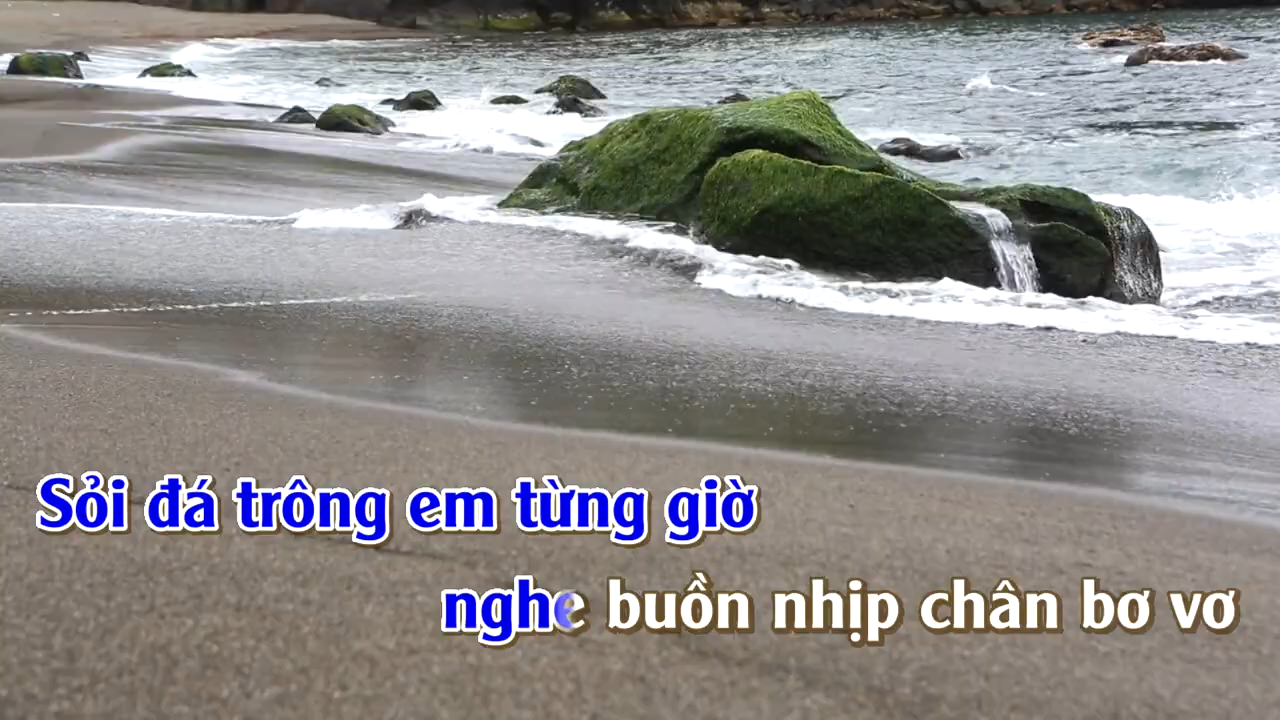 Sỏi đá trông em từng giờ
nghe buồn nhịp chân bơ vơ